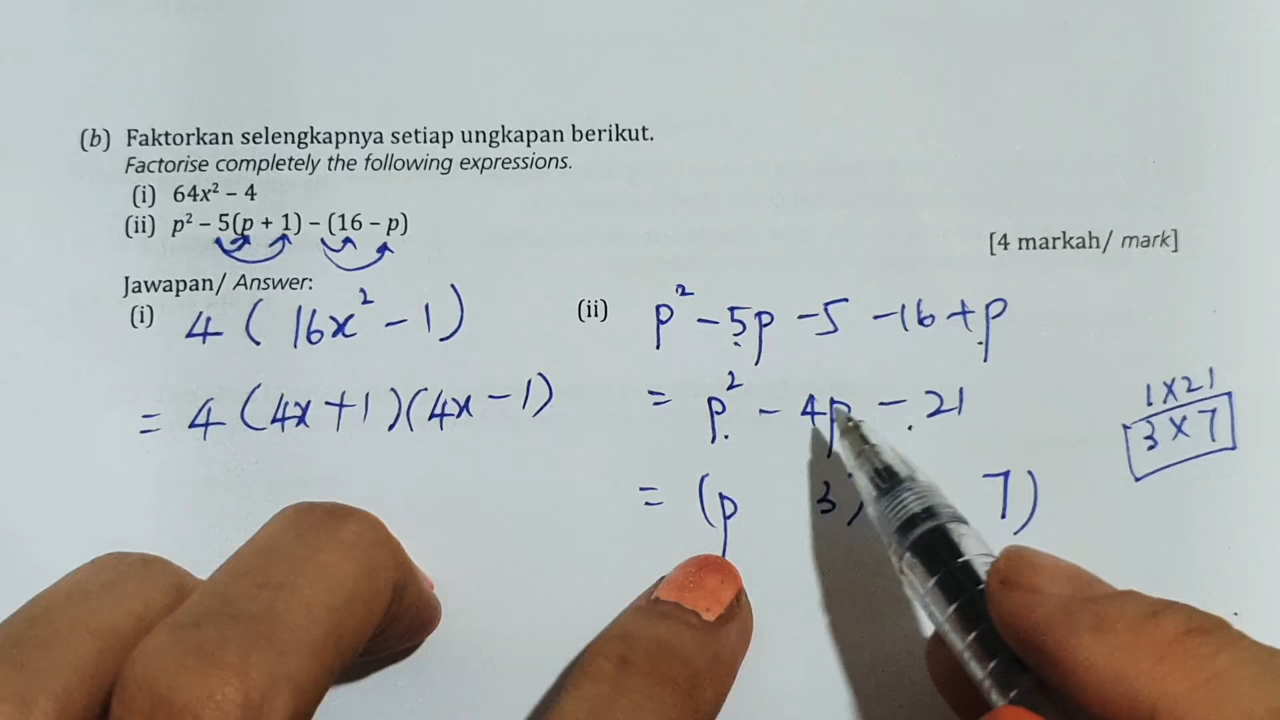 (b) Faktorkan selengkapnya setiap ungkapan berikut.
Factorise completely the following expressions.
(i) 64x² – 4
(ii) p² – 5(p + 1) – (16 – p)
[4 markah/ mark]
Jawapan/ Answer:
(i) 4 ( 16x² - 1 )
= 4 ( 4x + 1 )( 4x - 1 )
(ii) p² - 5p - 5 - 16 + p
= p² - 4p - 21
= (p 3) 7)
1 X 21
3 X 7